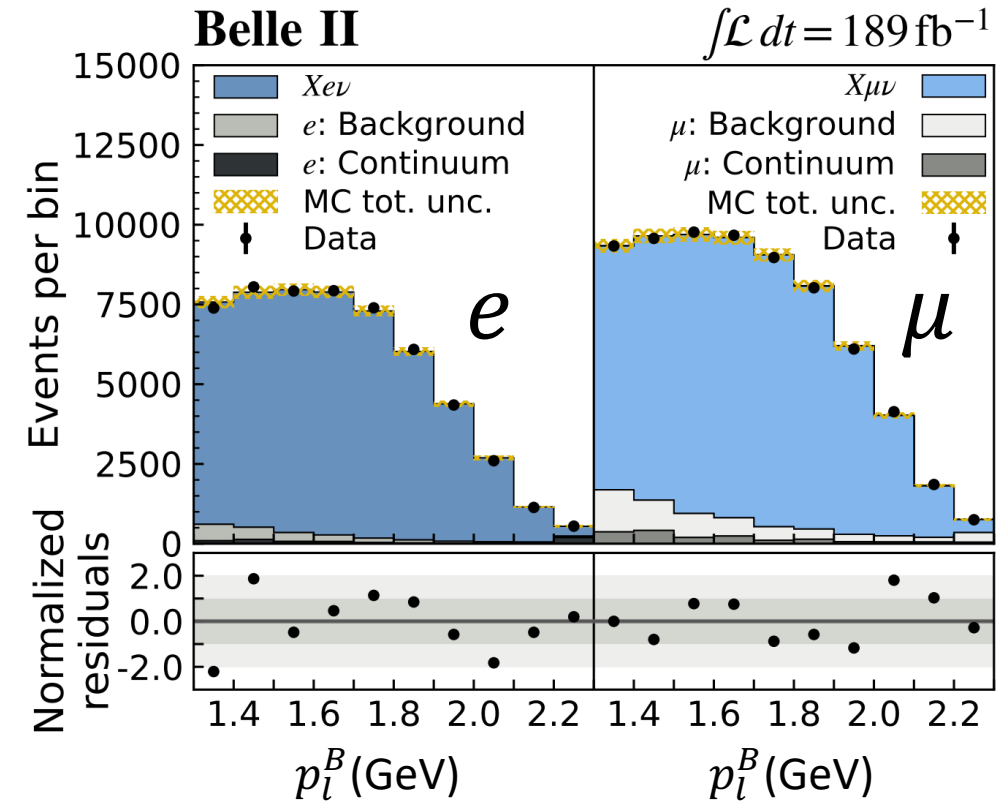 Belle II
∫ℒ dt = 189 fb⁻¹
Events per bin
15000
12500
10000
7500
5000
2500
0
Xeν
e: Background
e: Continuum
MC tot. unc.
Data
e
Xμν
μ: Background
μ: Continuum
MC tot. unc.
Data
μ
Normalized
residuals
2.0
0.0
-2.0
1.4 1.6 1.8 2.0 2.2 1.4 1.6 1.8 2.0 2.2
p_l^B (GeV) p_l^B (GeV)